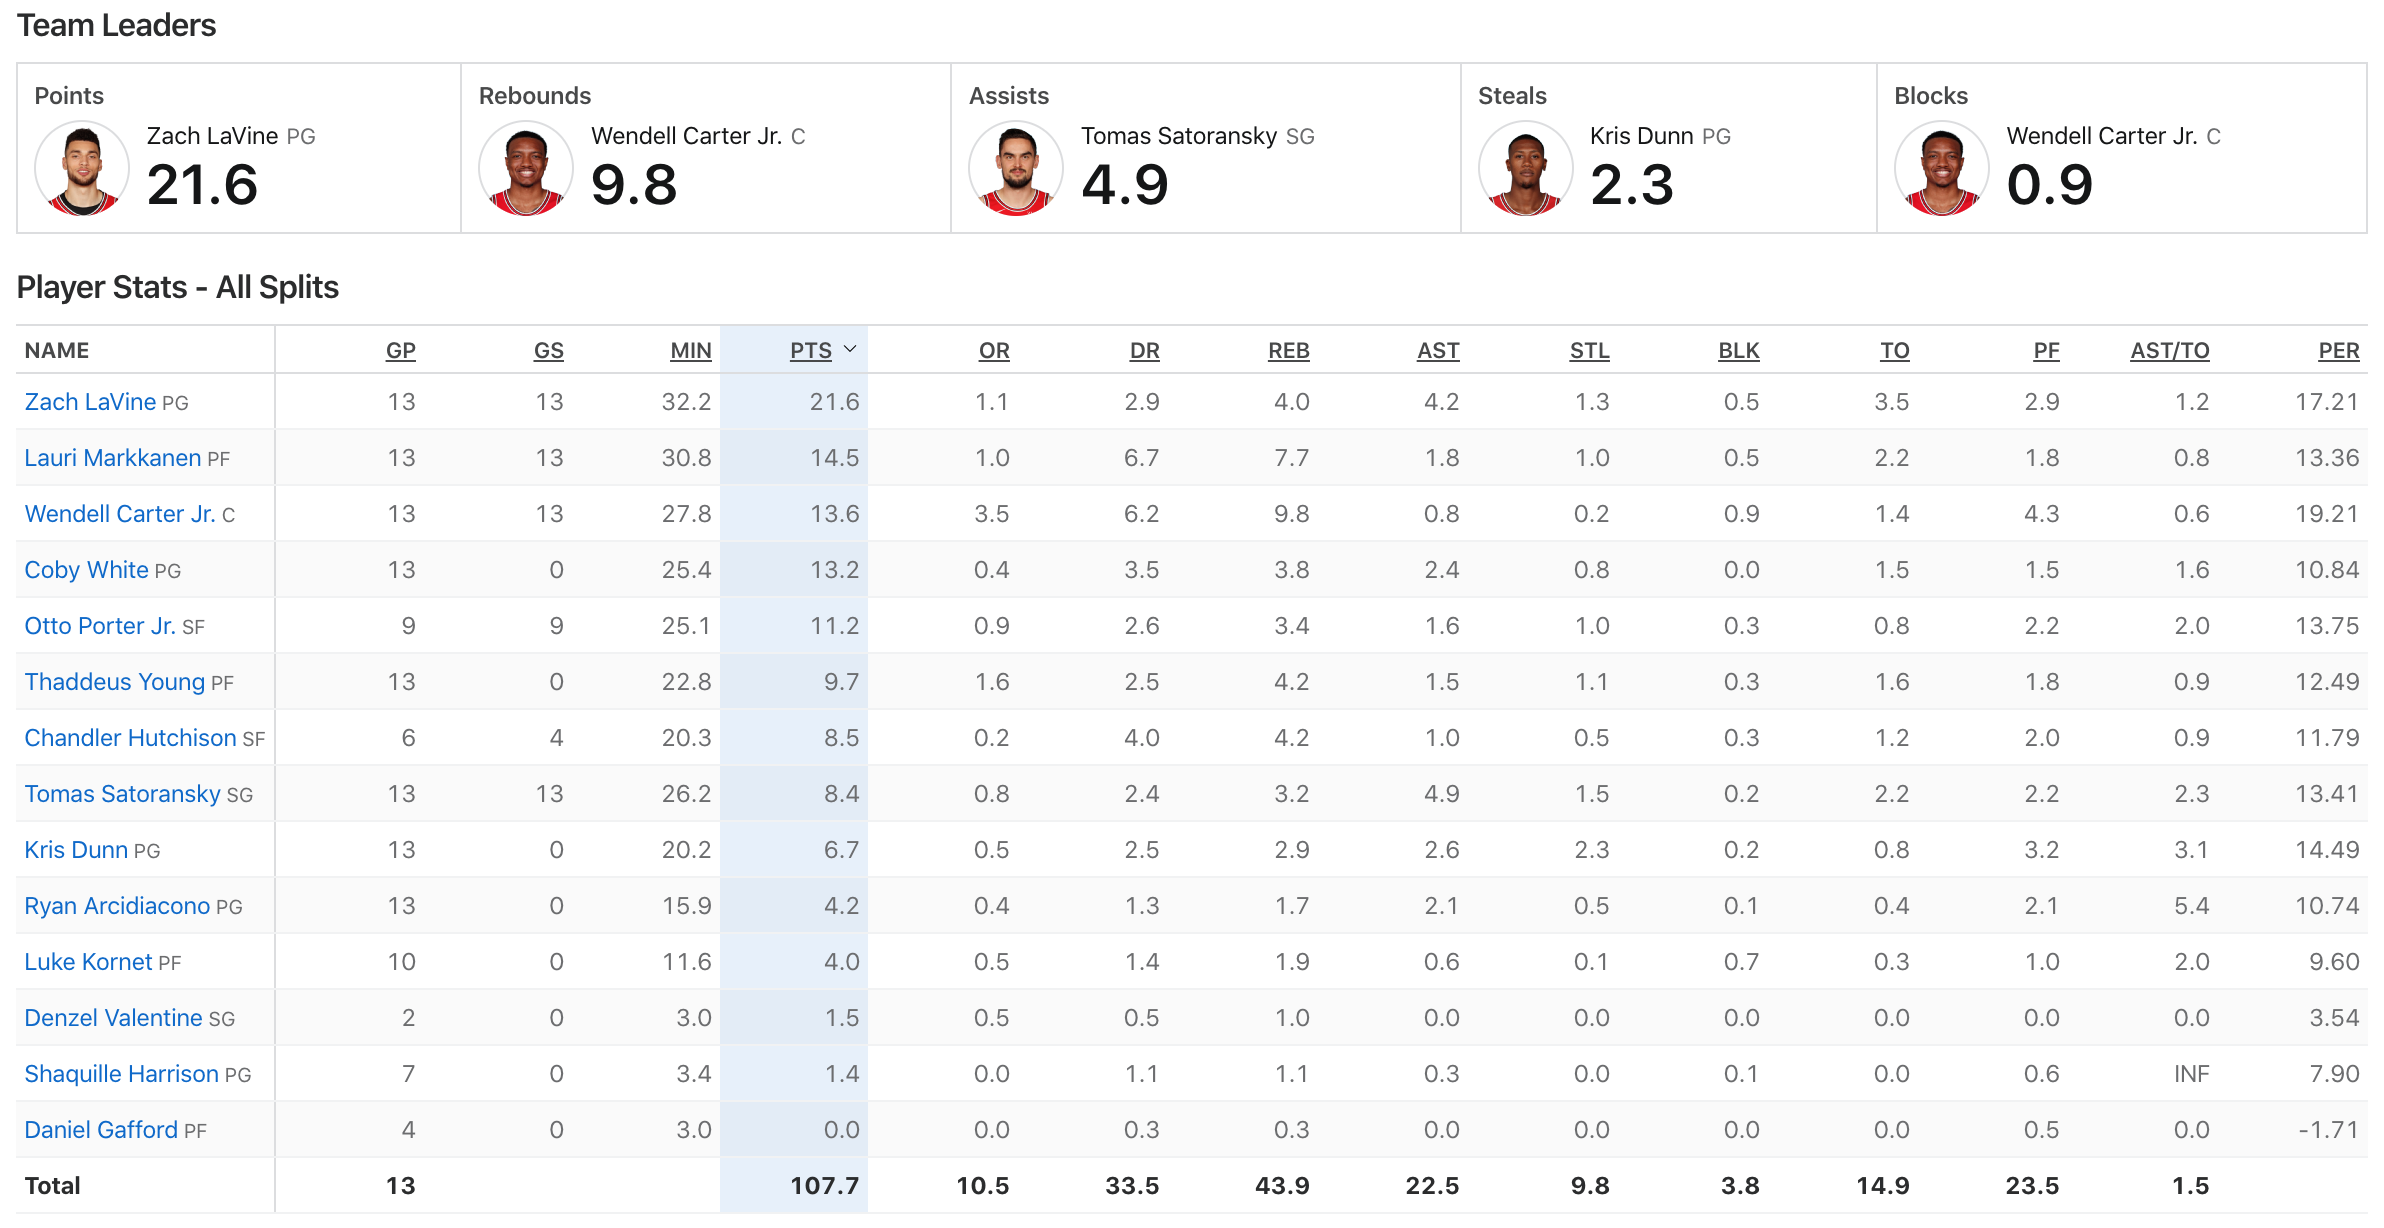 Team Leaders
Points Rebounds Assists Steals Blocks
Zach LaVine PG Wendell Carter Jr. C Tomas Satoransky SG Kris Dunn PG Wendell Carter Jr. C
21.6 9.8 4.9 2.3 0.9
Player Stats - All Splits
NAME GP GS MIN PTS OR DR REB AST STL BLK TO PF AST/TO PER
Zach LaVine PG 13 13 32.2 21.6 1.1 2.9 4.0 4.2 1.3 0.5 3.5 2.9 1.2 17.21
Lauri Markkanen PF 13 13 30.8 14.5 1.0 6.7 7.7 1.8 1.0 0.5 2.2 1.8 0.8 13.36
Wendell Carter Jr. C 13 13 27.8 13.6 3.5 6.2 9.8 0.8 0.2 0.9 1.4 4.3 0.6 19.21
Coby White PG 13 0 25.4 13.2 0.4 3.5 3.8 2.4 0.8 0.0 1.5 1.5 1.6 10.84
Otto Porter Jr. SF 9 9 25.1 11.2 0.9 2.6 3.4 1.6 1.0 0.3 0.8 2.2 2.0 13.75
Thaddeus Young PF 13 0 22.8 9.7 1.6 2.5 4.2 1.5 1.1 0.3 1.6 1.8 0.9 12.49
Chandler Hutchison SF 6 4 20.3 8.5 0.2 4.0 4.2 1.0 0.5 0.3 1.2 2.0 0.9 11.79
Tomas Satoransky SG 13 13 26.2 8.4 0.8 2.4 3.2 4.9 1.5 0.2 2.2 2.2 2.3 13.41
Kris Dunn PG 13 0 20.2 6.7 0.5 2.5 2.9 2.6 2.3 0.2 0.8 3.2 3.1 14.49
Ryan Arcidiacono PG 13 0 15.9 4.2 0.4 1.3 1.7 2.1 0.5 0.1 0.4 2.1 5.4 10.74
Luke Kornet PF 10 0 11.6 4.0 0.5 1.4 1.9 0.6 0.1 0.7 0.3 1.0 2.0 9.60
Denzel Valentine SG 2 0 3.0 1.5 0.5 0.5 1.0 0.0 0.0 0.0 0.0 0.0 0.0 3.54
Shaquille Harrison PG 7 0 3.4 1.4 0.0 1.1 1.1 0.3 0.0 0.1 0.0 0.6 INF 7.90
Daniel Gafford PF 4 0 3.0 0.0 0.0 0.3 0.3 0.0 0.0 0.0 0.0 0.5 0.0 -1.71
Total 13 107.7 10.5 33.5 43.9 22.5 9.8 3.8 14.9 23.5 1.5